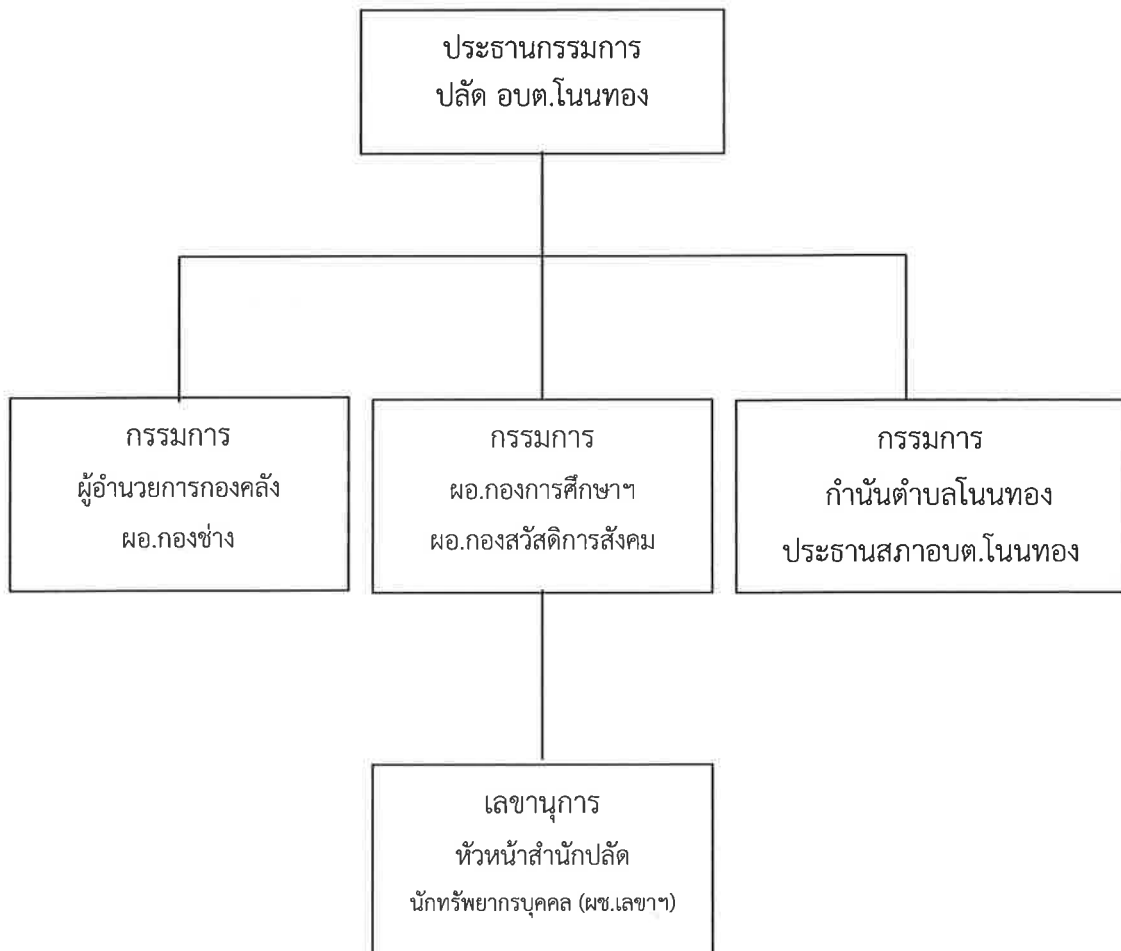 ประธานกรรมการ
ปลัด อบต.โนนทอง
กรรมการ
ผู้อำนวยการกองคลัง
ผอ.กองช่าง
กรรมการ
ผอ.กองการศึกษาฯ
ผอ.กองสวัสดิการสังคม
กรรมการ
กำนันตำบลโนนทอง
ประธานสภาอบต.โนนทอง
เลขานุการ
หัวหน้าสำนักปลัด
นักทรัพยากรบุคคล (ผช.เลขาฯ)